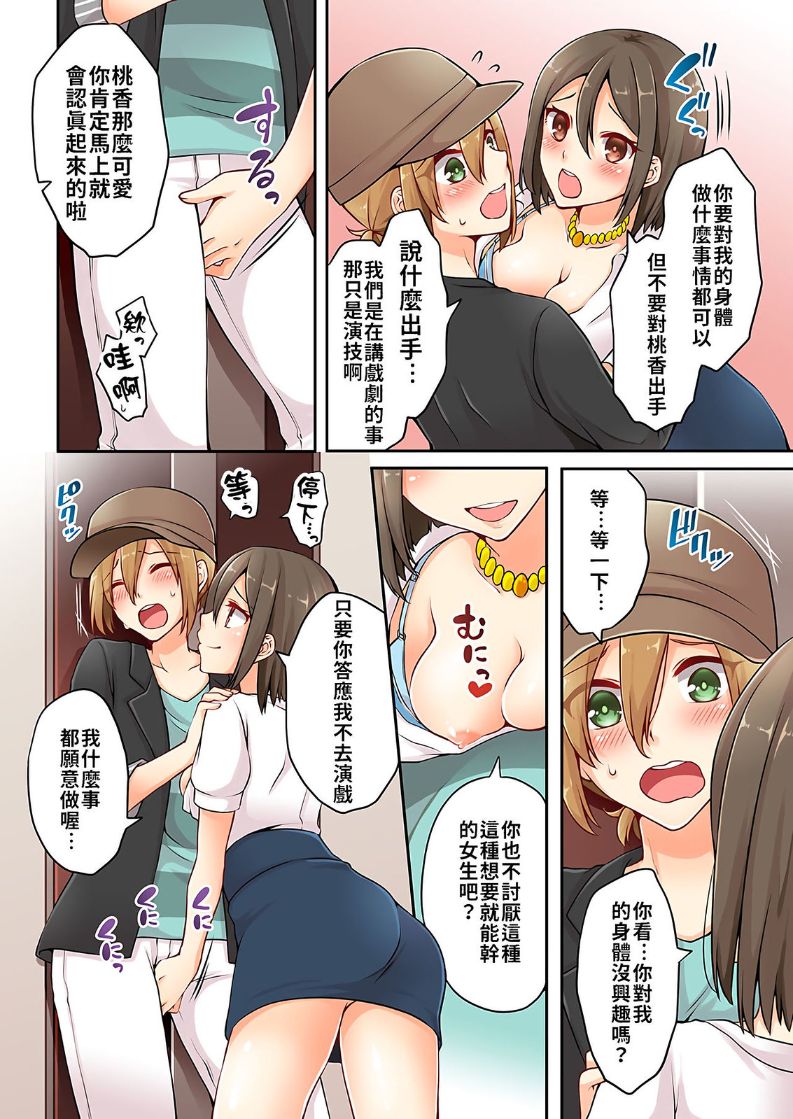 你要對我的身體
做什麼事情都可以
但不要對桃香出手
說什麼出手…
我們是在講戲劇的事
那只是演技啊
桃香那麼可愛
你肯定馬上就
會認真起來的啦
するっ
欸っ
哇啊
ビクッ
等…等一下…
你看…你對我
的身體沒興趣嗎？
むにっ♥
你也不討厭這種
這種想要就能幹
的女生吧？
停下…っ
等っ
ピクッ
只要你答應我不去演戲
我什麼事
都願意做喔…
くに
くに
くにっ